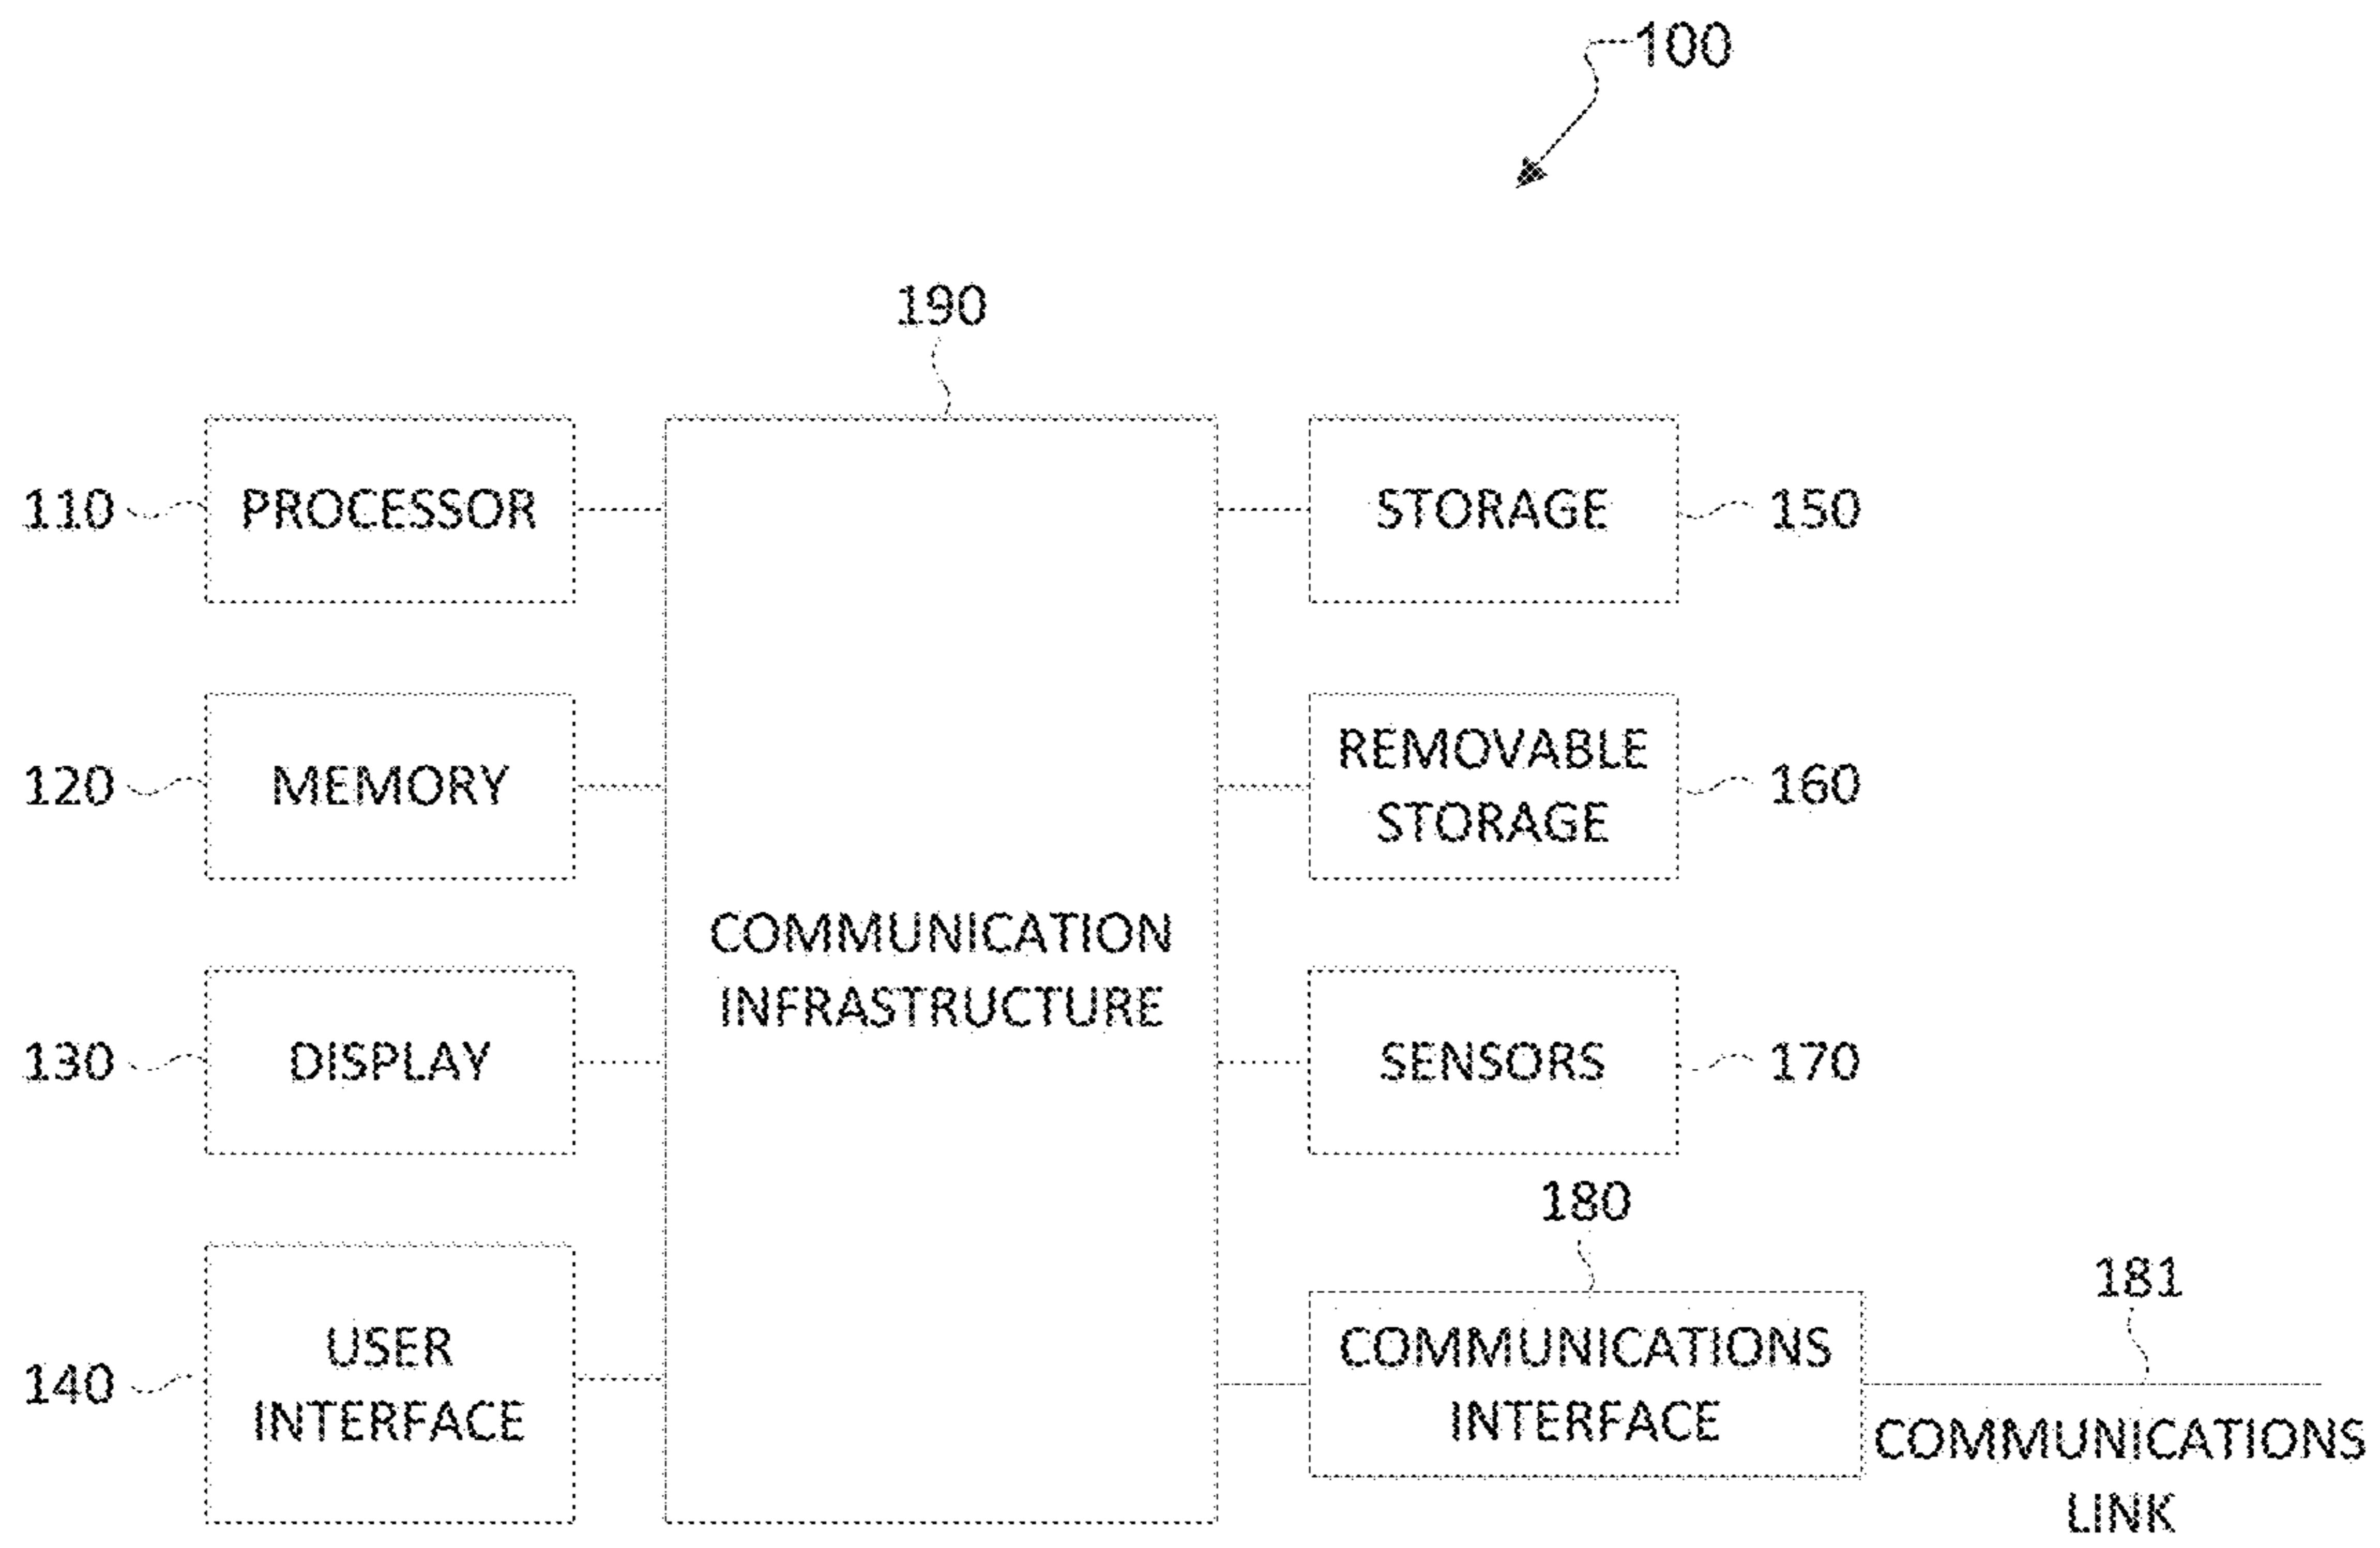 100
190
110
PROCESSOR
STORAGE
150
120
MEMORY
REMOVABLE
STORAGE
160
COMMUNICATION
INFRASTRUCTURE
130
DISPLAY
SENSORS
170
180
181
140
USER
INTERFACE
COMMUNICATIONS
INTERFACE
COMMUNICATIONS
LINK